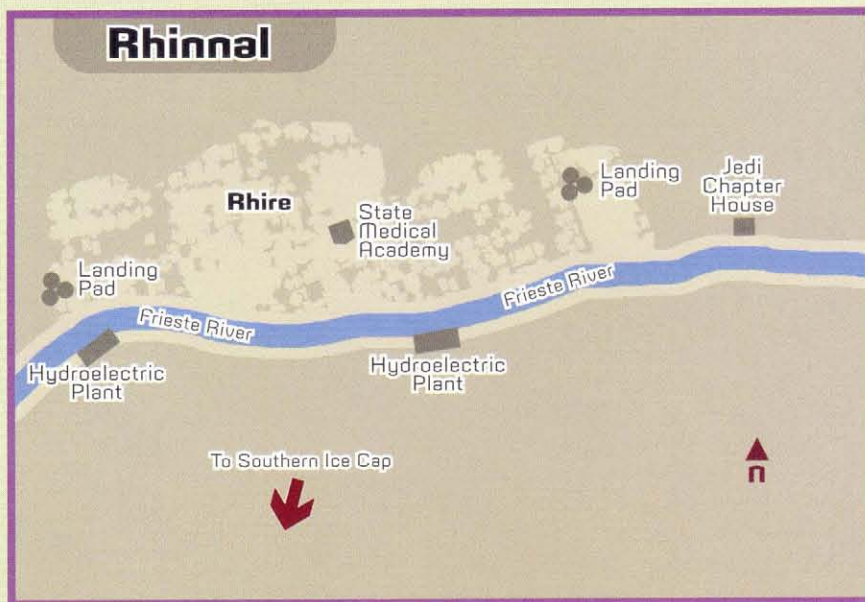 Rhinnal
Landing
Pad
Jedi
Chapter
House
Rhire
State
Medical
Academy
Landing
Pad
Frieste River
Frieste River
Hydroelectric
Plant
Hydroelectric
Plant
To Southern Ice Cap
n